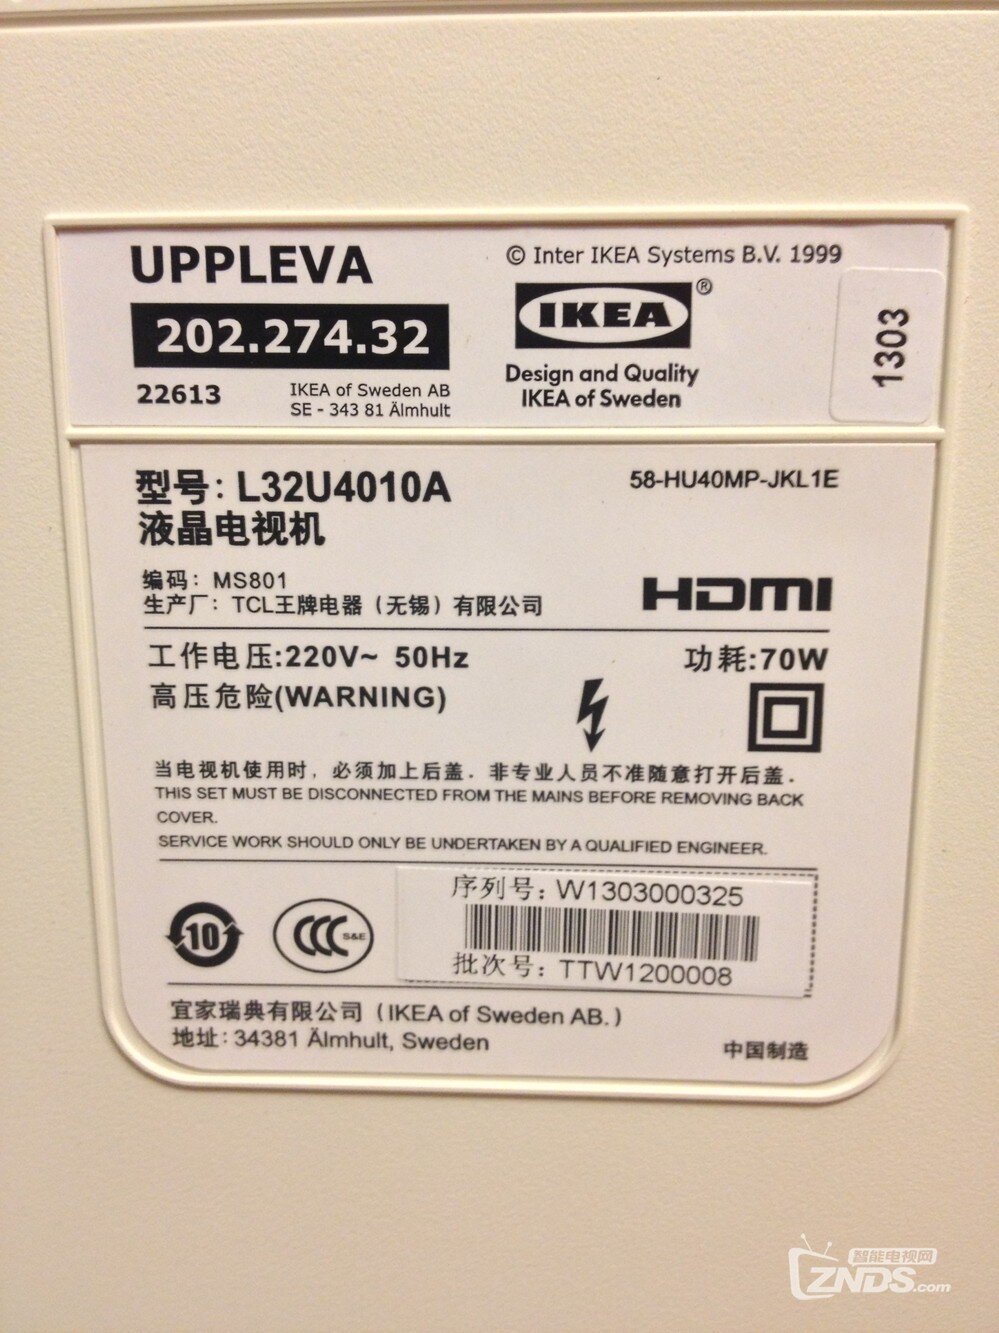 UPPLEVA
© Inter IKEA Systems B.V. 1999
202.274.32
IKEA®
22613
IKEA of Sweden AB
SE - 343 81 Älmhult
Design and Quality
IKEA of Sweden
1303
型号: L32U4010A
58-HU40MP-JKL1E
液晶电视机
编码: MS801
生产厂: TCL王牌电器（无锡）有限公司
HDMI
工作电压:220V~ 50Hz
功耗:70W
高压危险(WARNING)
当电视机使用时，必须加上后盖．非专业人员不准随意打开后盖．
THIS SET MUST BE DISCONNECTED FROM THE MAINS BEFORE REMOVING BACK
COVER.
SERVICE WORK SHOULD ONLY BE UNDERTAKEN BY A QUALIFIED ENGINEER.
10
CCC S&E
序列号: W1303000325
批次号: TTW1200008
宜家瑞典有限公司（IKEA of Sweden AB.）
地址: 34381 Älmhult, Sweden
中国制造
智能电视网
ZNDS.com